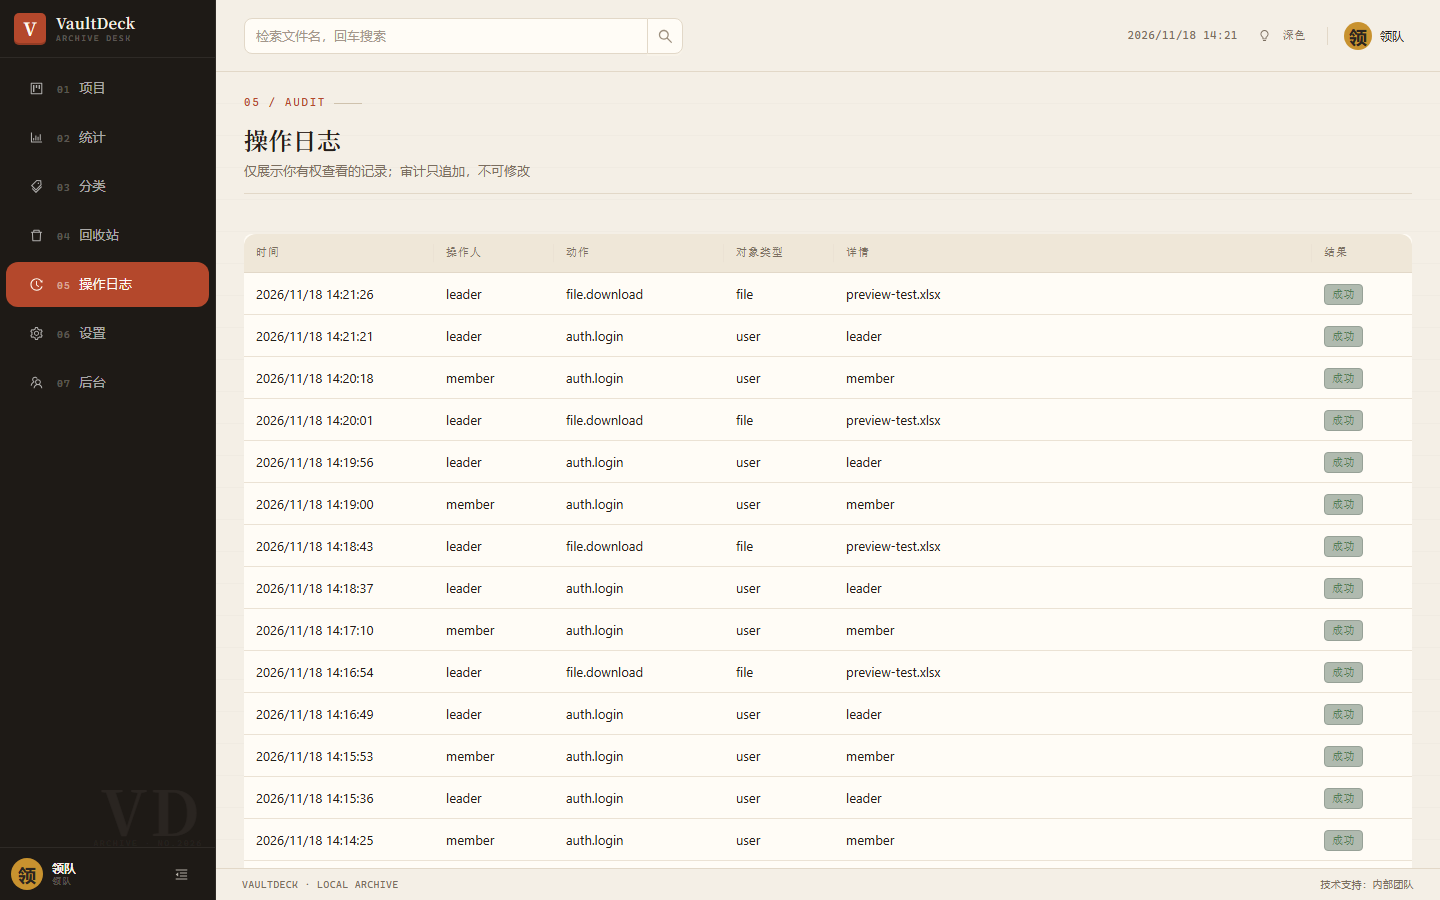 V VaultDeck
ARCHIVE DESK
01 项目
02 统计
03 分类
04 回收站
05 操作日志
06 设置
07 后台
VD
领 领队
领队
检索文件名，回车搜索
2026/11/18 14:21 深色 领 领队
05 / AUDIT
操作日志
仅展示你有权查看的记录；审计只追加，不可修改
时间 操作人 动作 对象类型 详情 结果
2026/11/18 14:21:26 leader file.download file preview-test.xlsx 成功
2026/11/18 14:21:21 leader auth.login user leader 成功
2026/11/18 14:20:18 member auth.login user member 成功
2026/11/18 14:20:01 leader file.download file preview-test.xlsx 成功
2026/11/18 14:19:56 leader auth.login user leader 成功
2026/11/18 14:19:00 member auth.login user member 成功
2026/11/18 14:18:43 leader file.download file preview-test.xlsx 成功
2026/11/18 14:18:37 leader auth.login user leader 成功
2026/11/18 14:17:10 member auth.login user member 成功
2026/11/18 14:16:54 leader file.download file preview-test.xlsx 成功
2026/11/18 14:16:49 leader auth.login user leader 成功
2026/11/18 14:15:53 member auth.login user member 成功
2026/11/18 14:15:36 leader auth.login user leader 成功
2026/11/18 14:14:25 member auth.login user member 成功
VAULTDECK · LOCAL ARCHIVE
技术支持：内部团队